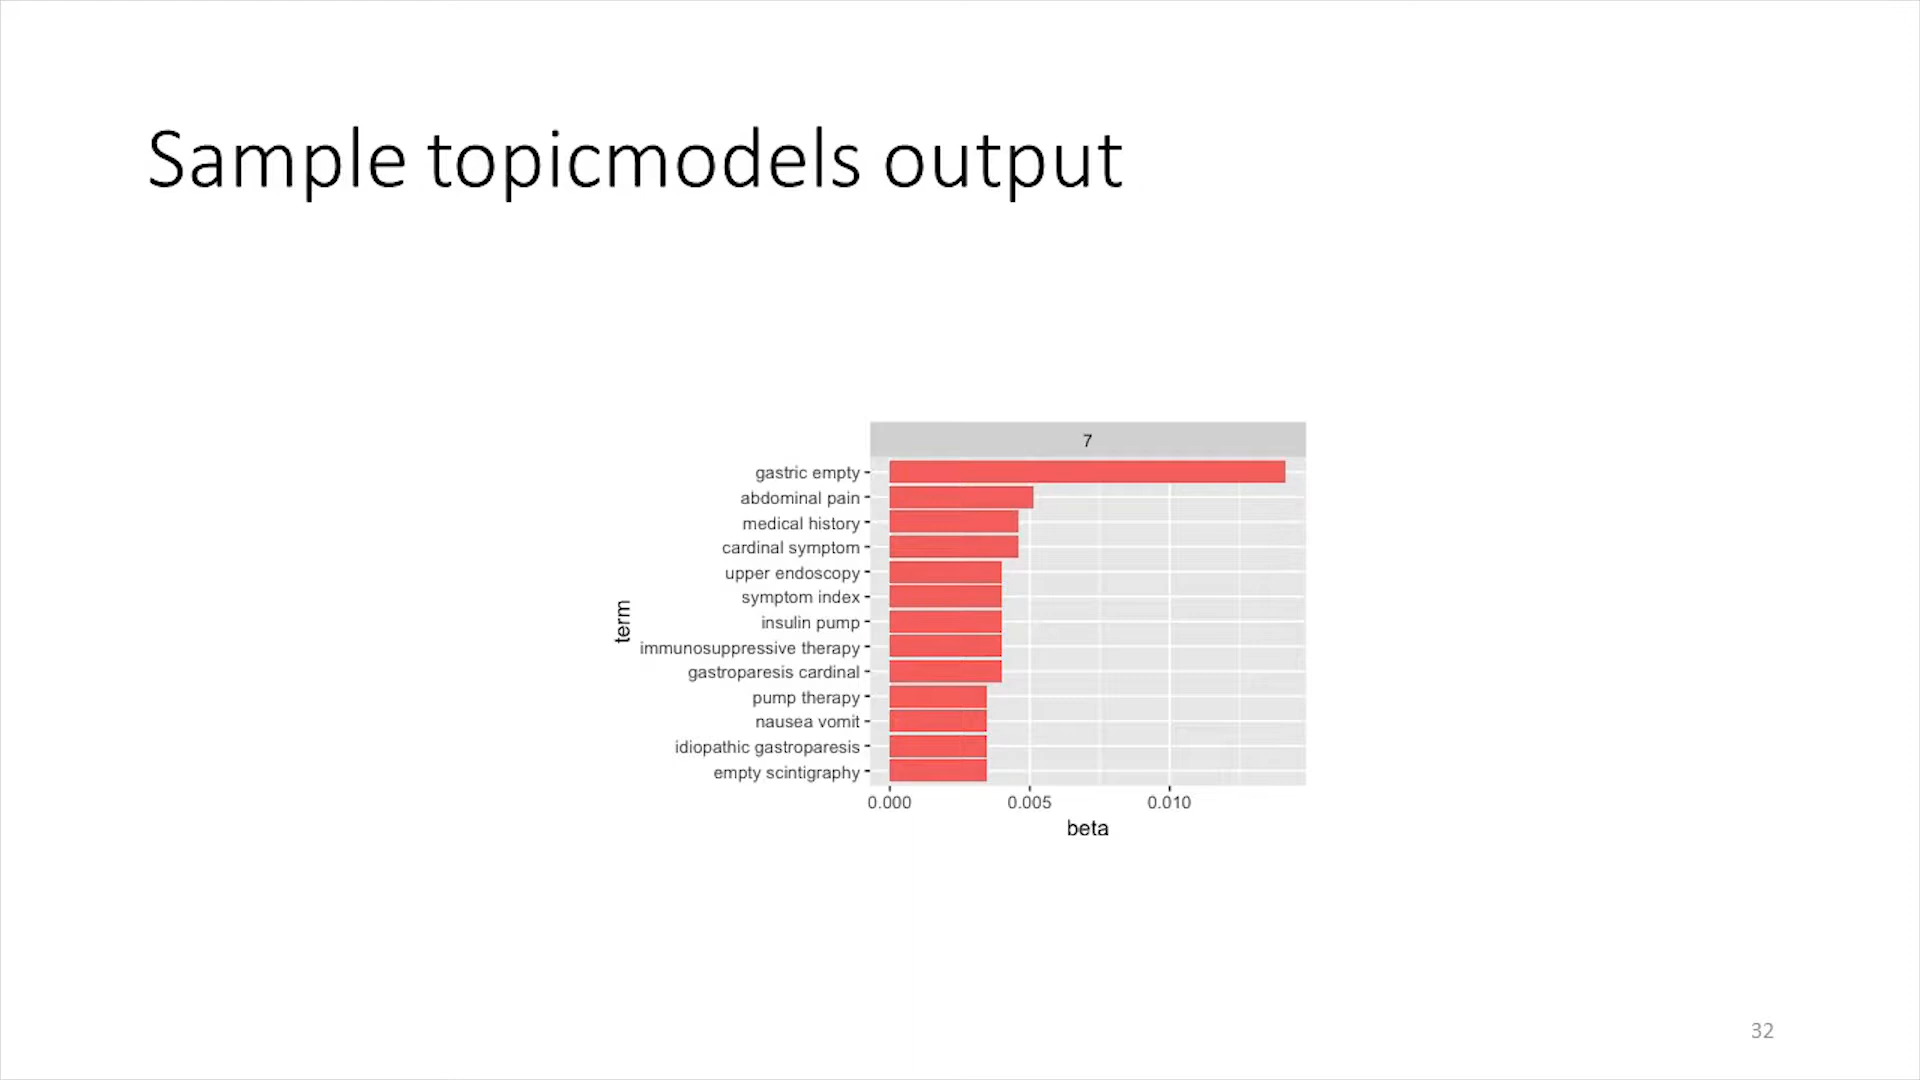 Sample topicmodels output
7
gastric empty
abdominal pain
medical history
cardinal symptom
upper endoscopy
symptom index
insulin pump
immunosuppressive therapy
gastroparesis cardinal
pump therapy
nausea vomit
idiopathic gastroparesis
empty scintigraphy
term
0.000 0.005 0.010
beta
32